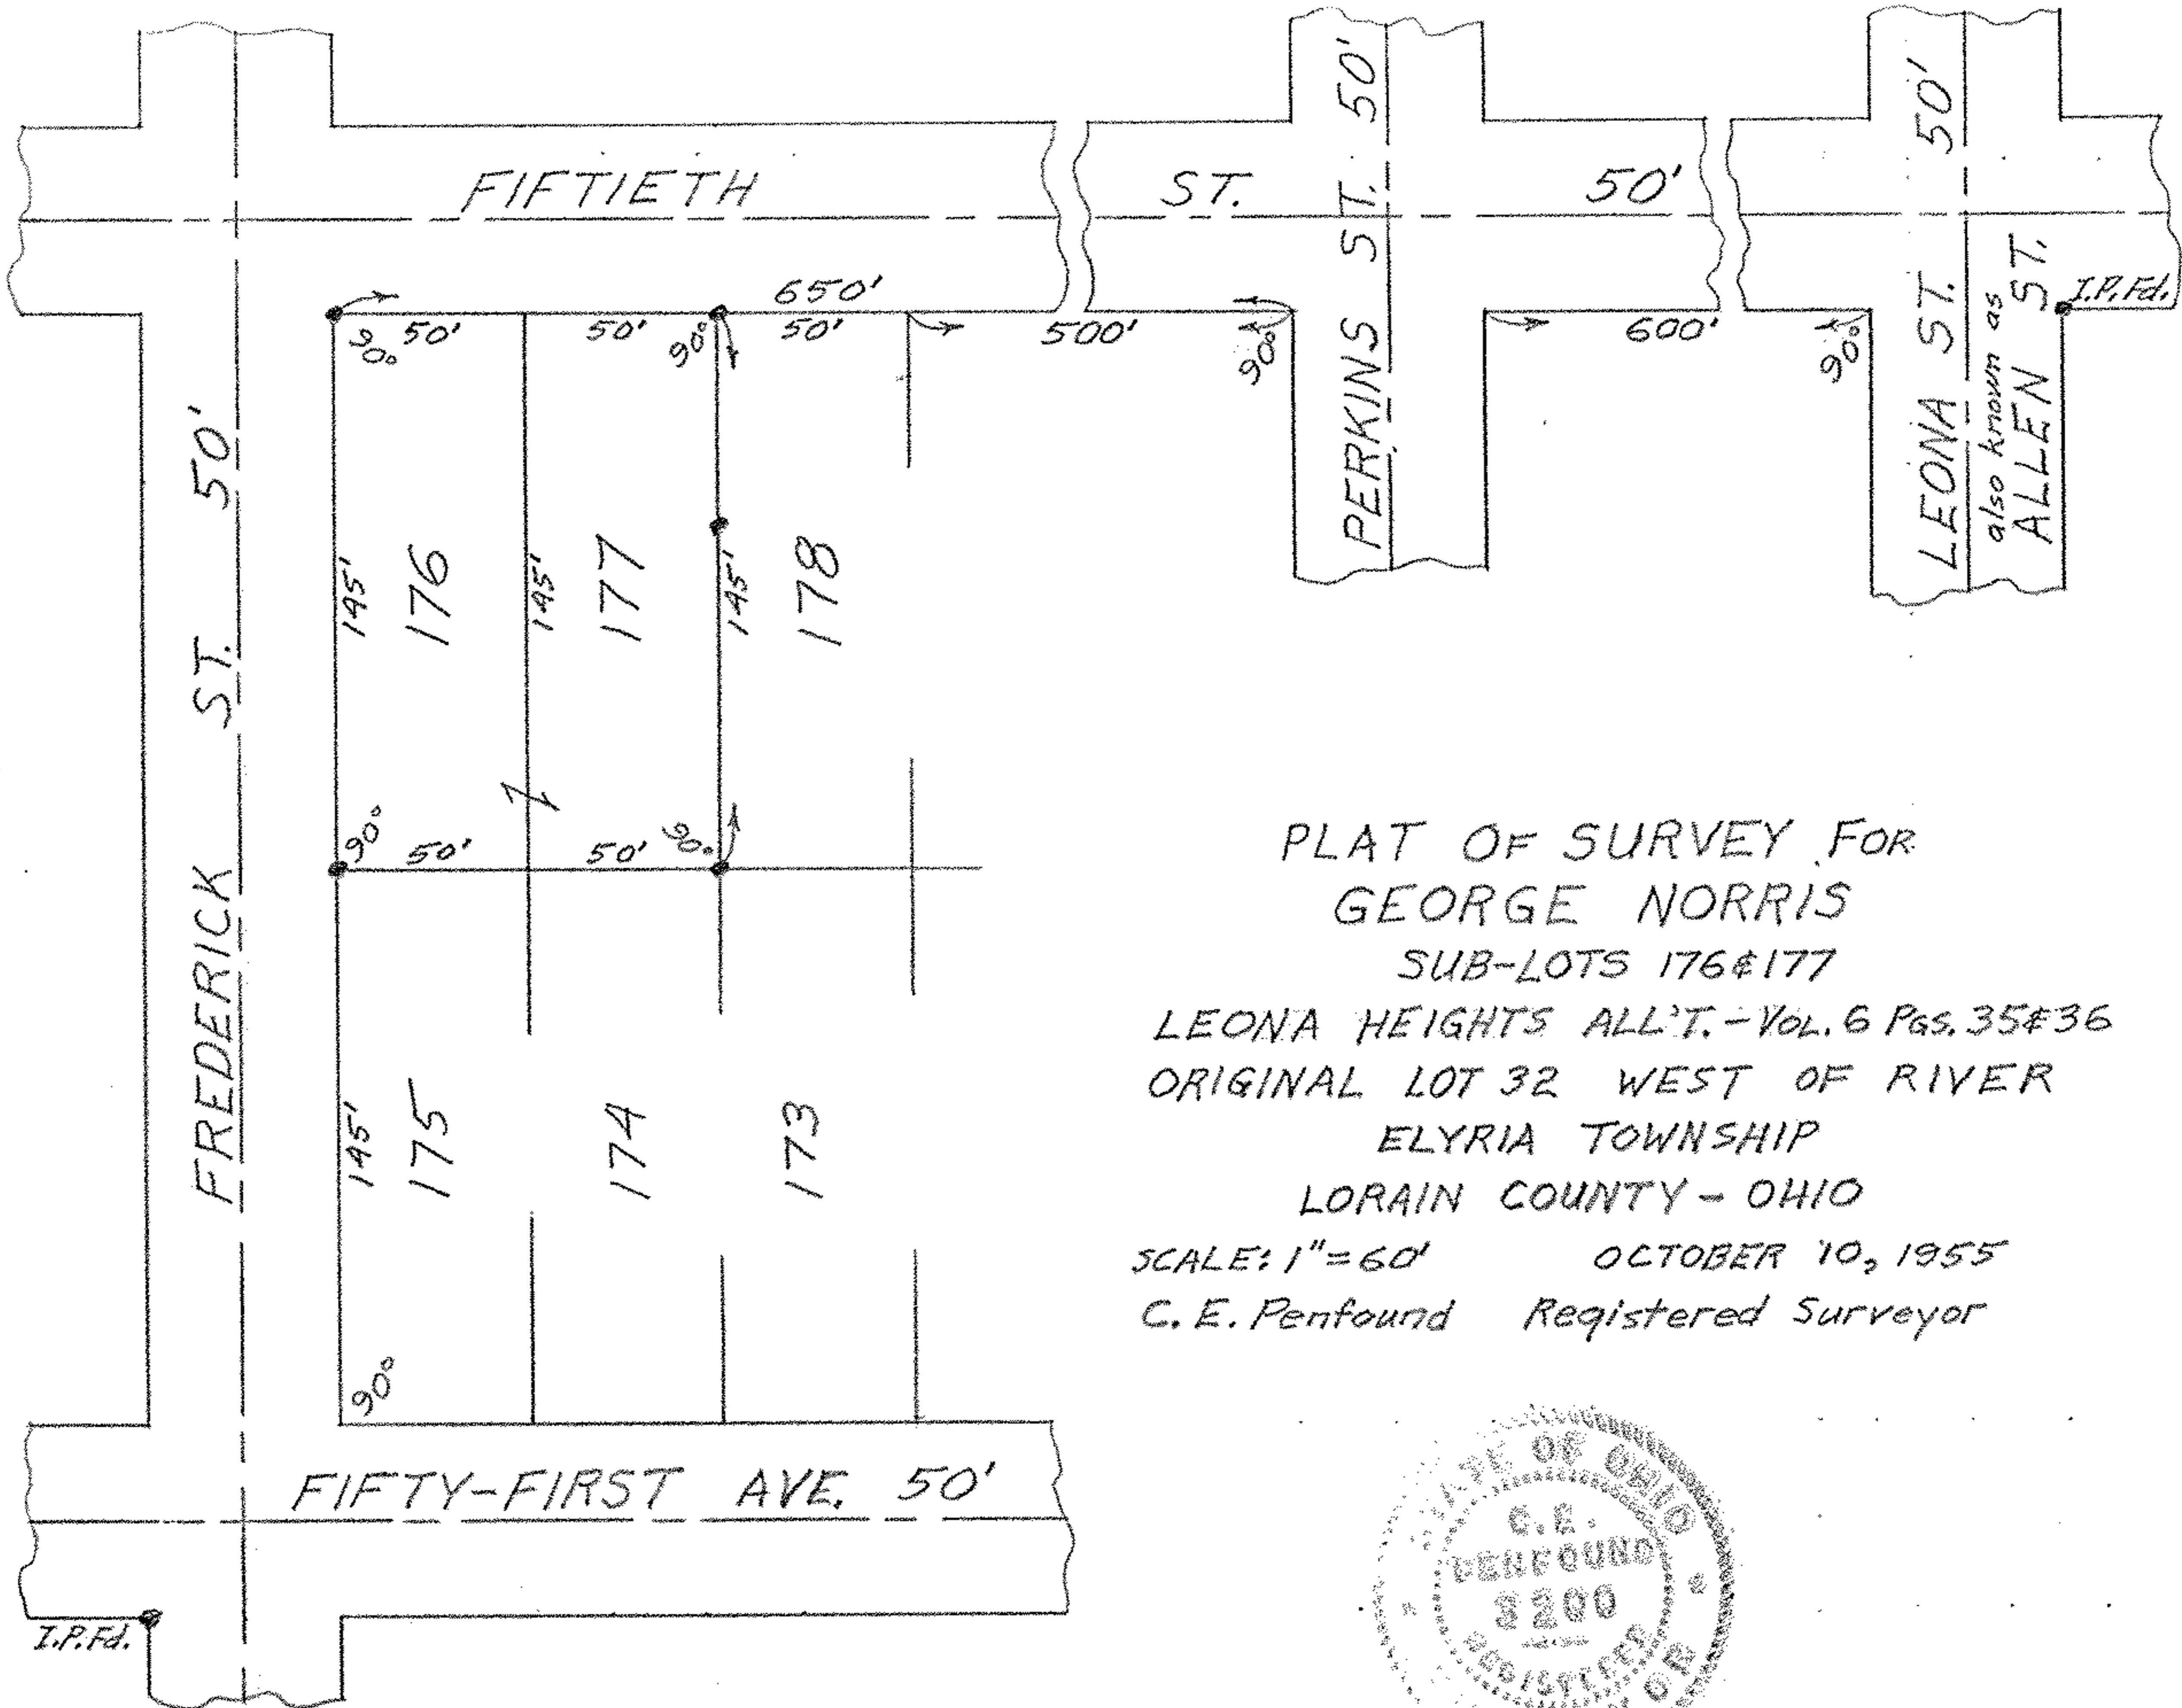 FIFTIETH ST. 50'
PERKINS ST. 50'
LEONA ST. 50'
also known as
ALLEN ST.
I.P. Fd.
650'
50' 50' 50' 500' 600'
90° 90° 90° 90°
FREDERICK ST. 50'
145' 145' 145'
176 177 178
90° 50' 50' 90°
145'
175 174 173
90°
FIFTY-FIRST AVE. 50'
I.P. Fd.
PLAT OF SURVEY FOR
GEORGE NORRIS
SUB-LOTS 176 & 177
LEONA HEIGHTS ALL'T. - VOL. 6 PGS. 35 & 36
ORIGINAL LOT 32 WEST OF RIVER
ELYRIA TOWNSHIP
LORAIN COUNTY - OHIO
SCALE: 1" = 60' OCTOBER 10, 1955
C. E. Penfound Registered Surveyor
OF OHIO
C.E.
PENFOUND